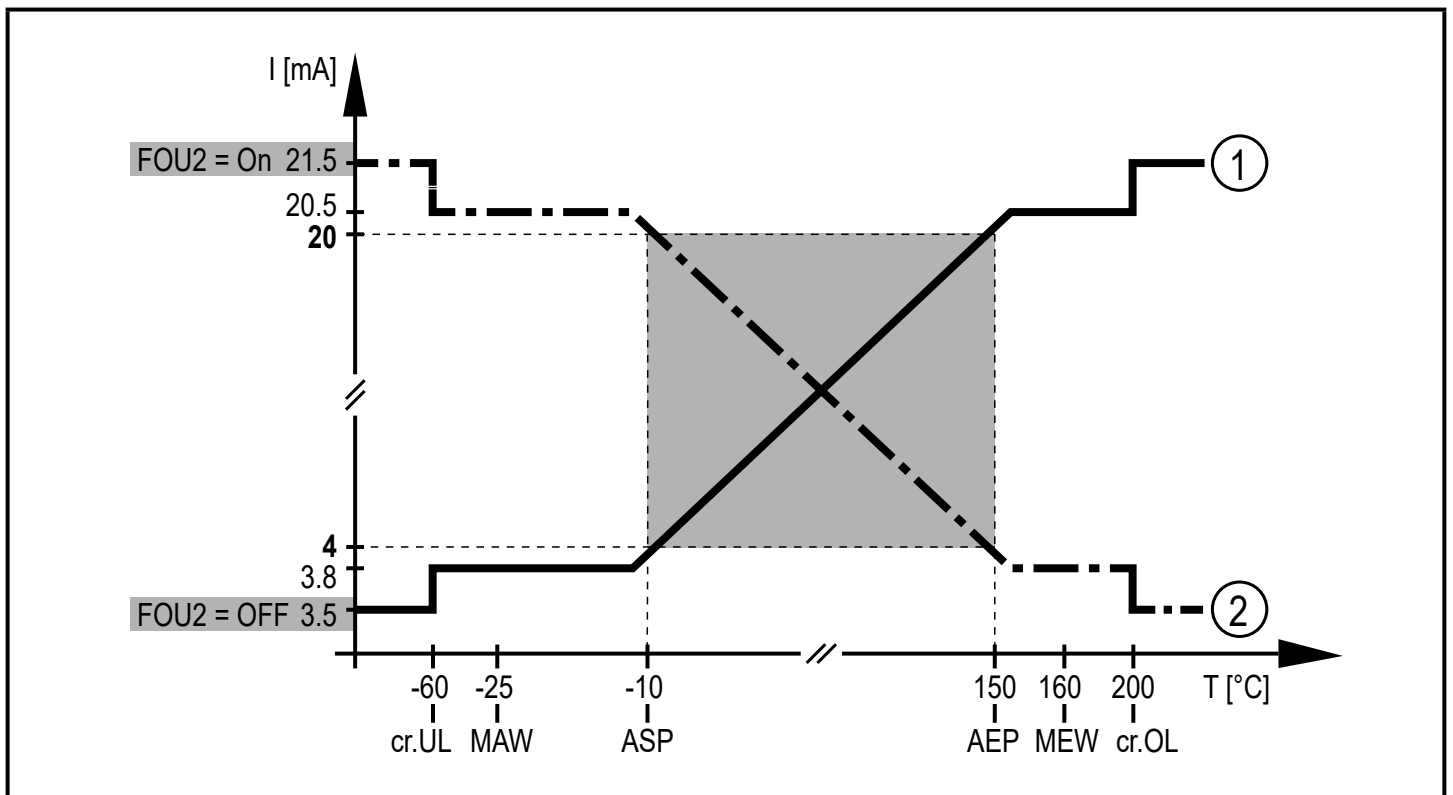 I [mA]
FOU2 = On 21.5
1
20.5
20
4
3.8
FOU2 = OFF 3.5
2
-60 -25 -10 150 160 200 T [°C]
cr.UL MAW ASP AEP MEW cr.OL